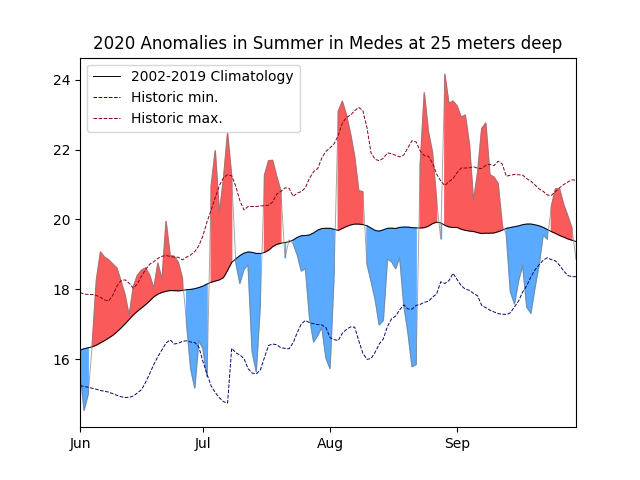 2020 Anomalies in Summer in Medes at 25 meters deep
2002-2019 Climatology
Historic min.
Historic max.
24
22
20
18
16
Jun Jul Aug Sep